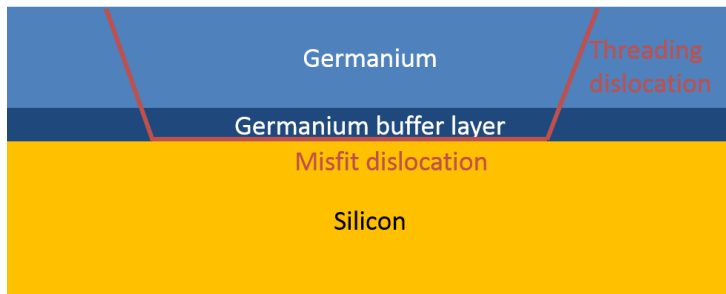 Germanium
Threading
dislocation
Germanium buffer layer
Misfit dislocation
Silicon